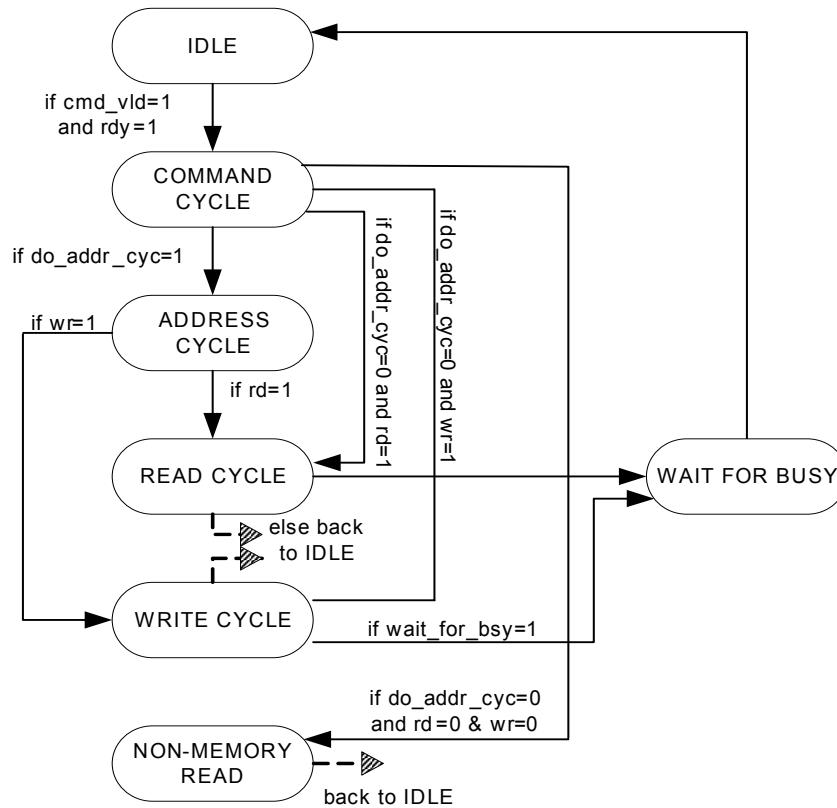 IDLE
if cmd_vld=1
and rdy=1
COMMAND
CYCLE
if do_addr_cyc=1
if wr=1
ADDRESS
CYCLE
if rd=1
if do_addr_cyc=0 and rd=1
if do_addr_cyc=0 and wr=1
READ CYCLE
WAIT FOR BUSY
else back
to IDLE
WRITE CYCLE
if wait_for_bsy=1
if do_addr_cyc=0
and rd=0 & wr=0
NON-MEMORY
READ
back to IDLE